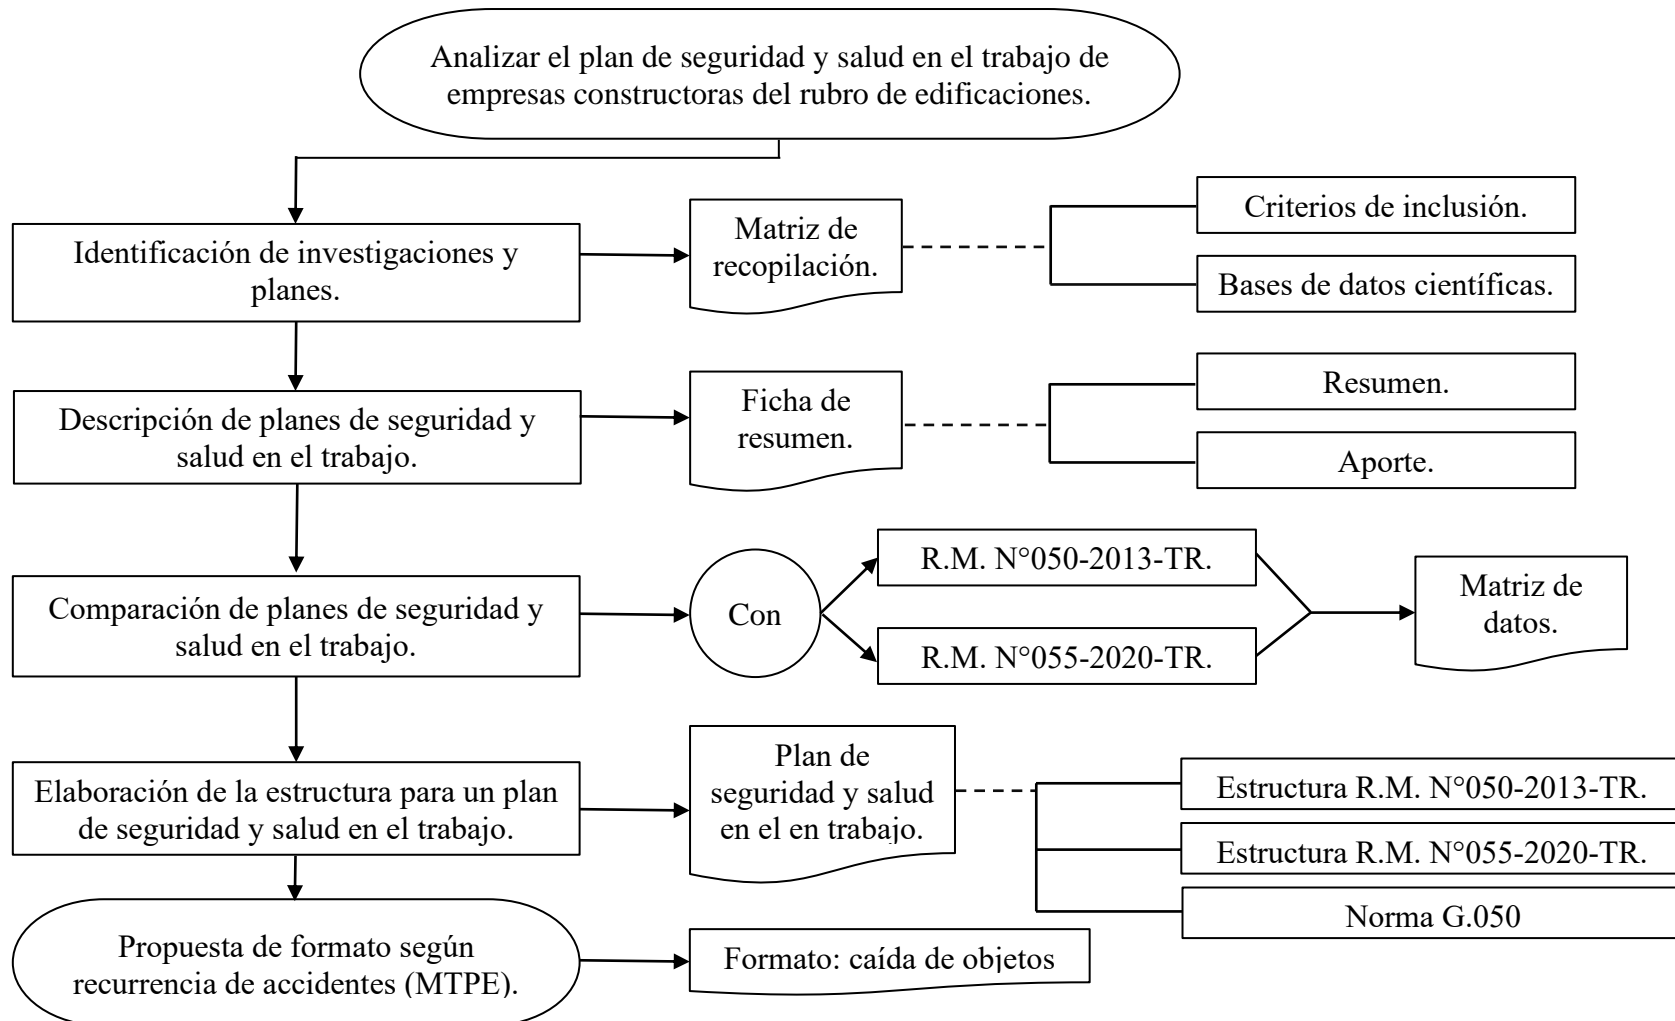 Analizar el plan de seguridad y salud en el trabajo de
empresas constructoras del rubro de edificaciones.
Identificación de investigaciones y
planes.
Matriz de
recopilación.
Criterios de inclusión.
Bases de datos científicas.
Descripción de planes de seguridad y
salud en el trabajo.
Ficha de
resumen.
Resumen.
Aporte.
Comparación de planes de seguridad y
salud en el trabajo.
Con
R.M. N°050-2013-TR.
R.M. N°055-2020-TR.
Matriz de
datos.
Elaboración de la estructura para un plan
de seguridad y salud en el trabajo.
Plan de
seguridad y salud
en el en trabajo.
Estructura R.M. N°050-2013-TR.
Estructura R.M. N°055-2020-TR.
Norma G.050
Propuesta de formato según
recurrencia de accidentes (MTPE).
Formato: caída de objetos